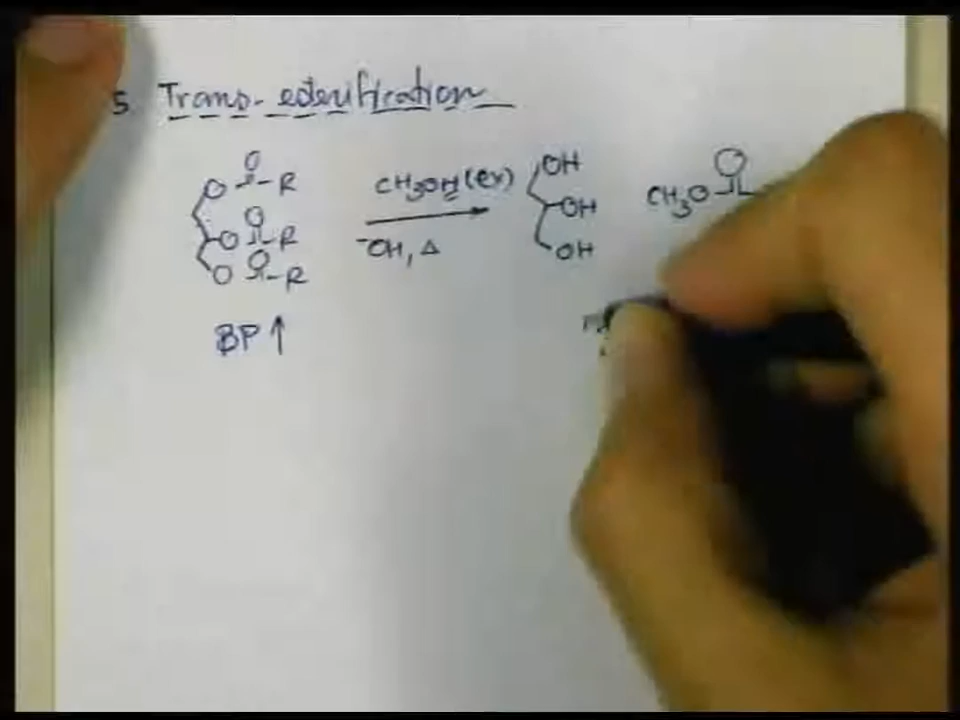 5. Trans-esterification
O O R CH3OH(ex) OH CH3O O
O O R OH
O O R -OH, Δ OH
BP ↑